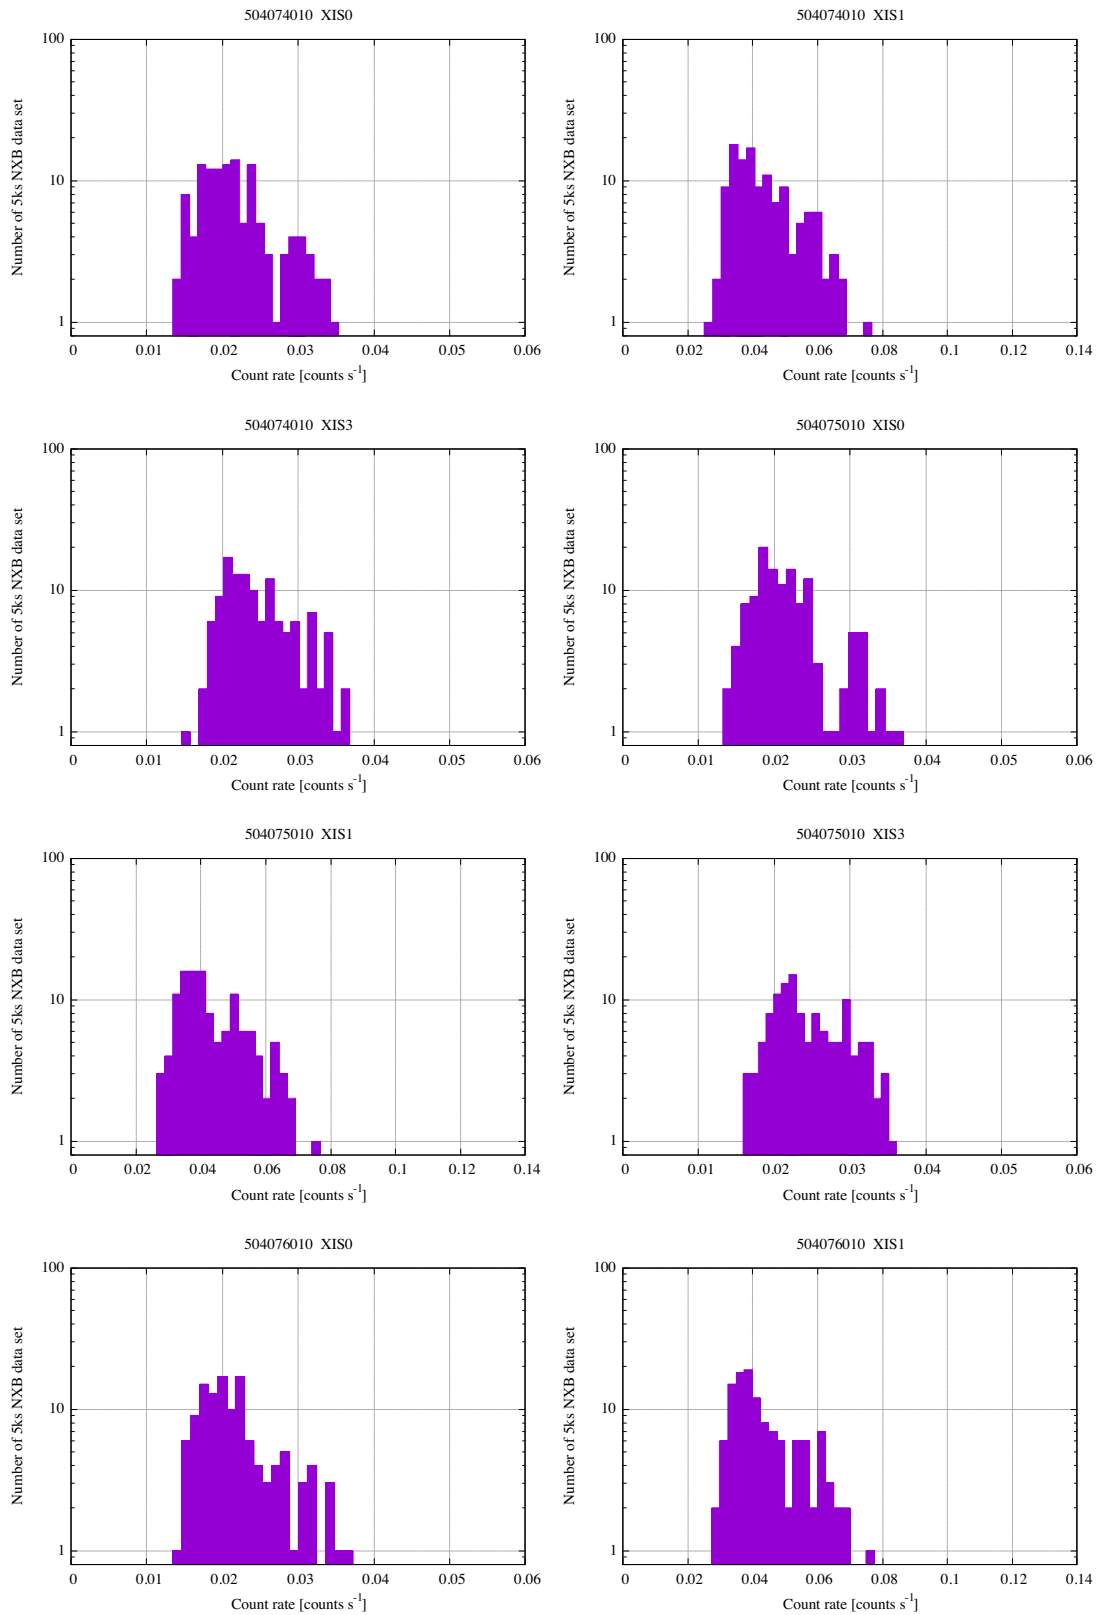 504074010  XIS0
100
10
1
Number of 5ks NXB data set
0 0.01 0.02 0.03 0.04 0.05 0.06
Count rate [counts s-1]
504074010  XIS1
100
10
1
Number of 5ks NXB data set
0 0.02 0.04 0.06 0.08 0.1 0.12 0.14
Count rate [counts s-1]
504074010  XIS3
100
10
1
Number of 5ks NXB data set
0 0.01 0.02 0.03 0.04 0.05 0.06
Count rate [counts s-1]
504075010  XIS0
100
10
1
Number of 5ks NXB data set
0 0.01 0.02 0.03 0.04 0.05 0.06
Count rate [counts s-1]
504075010  XIS1
100
10
1
Number of 5ks NXB data set
0 0.02 0.04 0.06 0.08 0.1 0.12 0.14
Count rate [counts s-1]
504075010  XIS3
100
10
1
Number of 5ks NXB data set
0 0.01 0.02 0.03 0.04 0.05 0.06
Count rate [counts s-1]
504076010  XIS0
100
10
1
Number of 5ks NXB data set
0 0.01 0.02 0.03 0.04 0.05 0.06
Count rate [counts s-1]
504076010  XIS1
100
10
1
Number of 5ks NXB data set
0 0.02 0.04 0.06 0.08 0.1 0.12 0.14
Count rate [counts s-1]